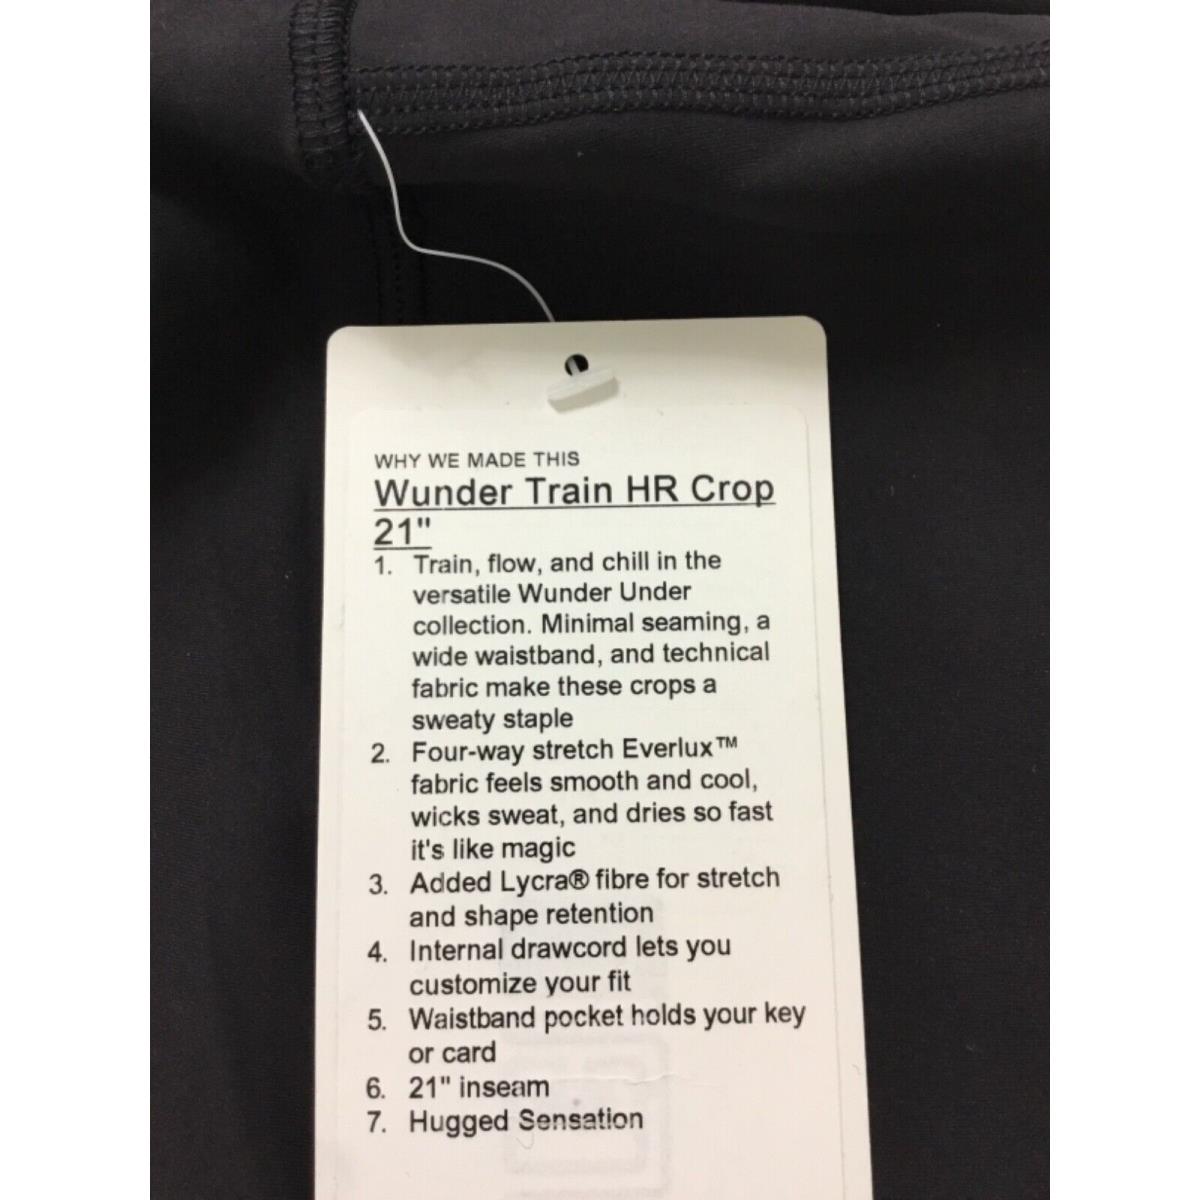 WHY WE MADE THIS
Wunder Train HR Crop
21"
1. Train, flow, and chill in the
versatile Wunder Under
collection. Minimal seaming, a
wide waistband, and technical
fabric make these crops a
sweaty staple
2. Four-way stretch Everlux™
fabric feels smooth and cool,
wicks sweat, and dries so fast
it's like magic
3. Added Lycra® fibre for stretch
and shape retention
4. Internal drawcord lets you
customize your fit
5. Waistband pocket holds your key
or card
6. 21" inseam
7. Hugged Sensation